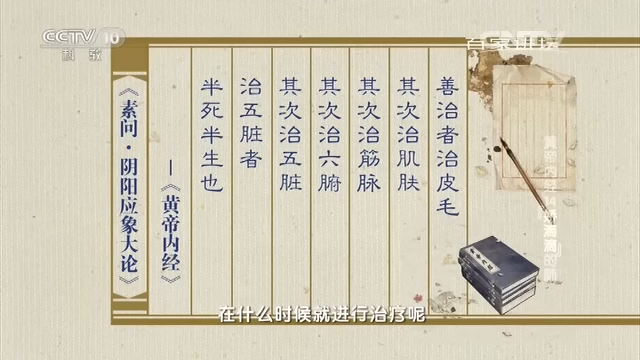 CCTV 10
科教
百家讲坛
善治者治皮毛
其次治肌肤
其次治筋脉
其次治六腑
其次治五脏
治五脏者
半死半生也
—《黄帝内经》
《素问·阴阳应象大论》
在什么时候就进行治疗呢